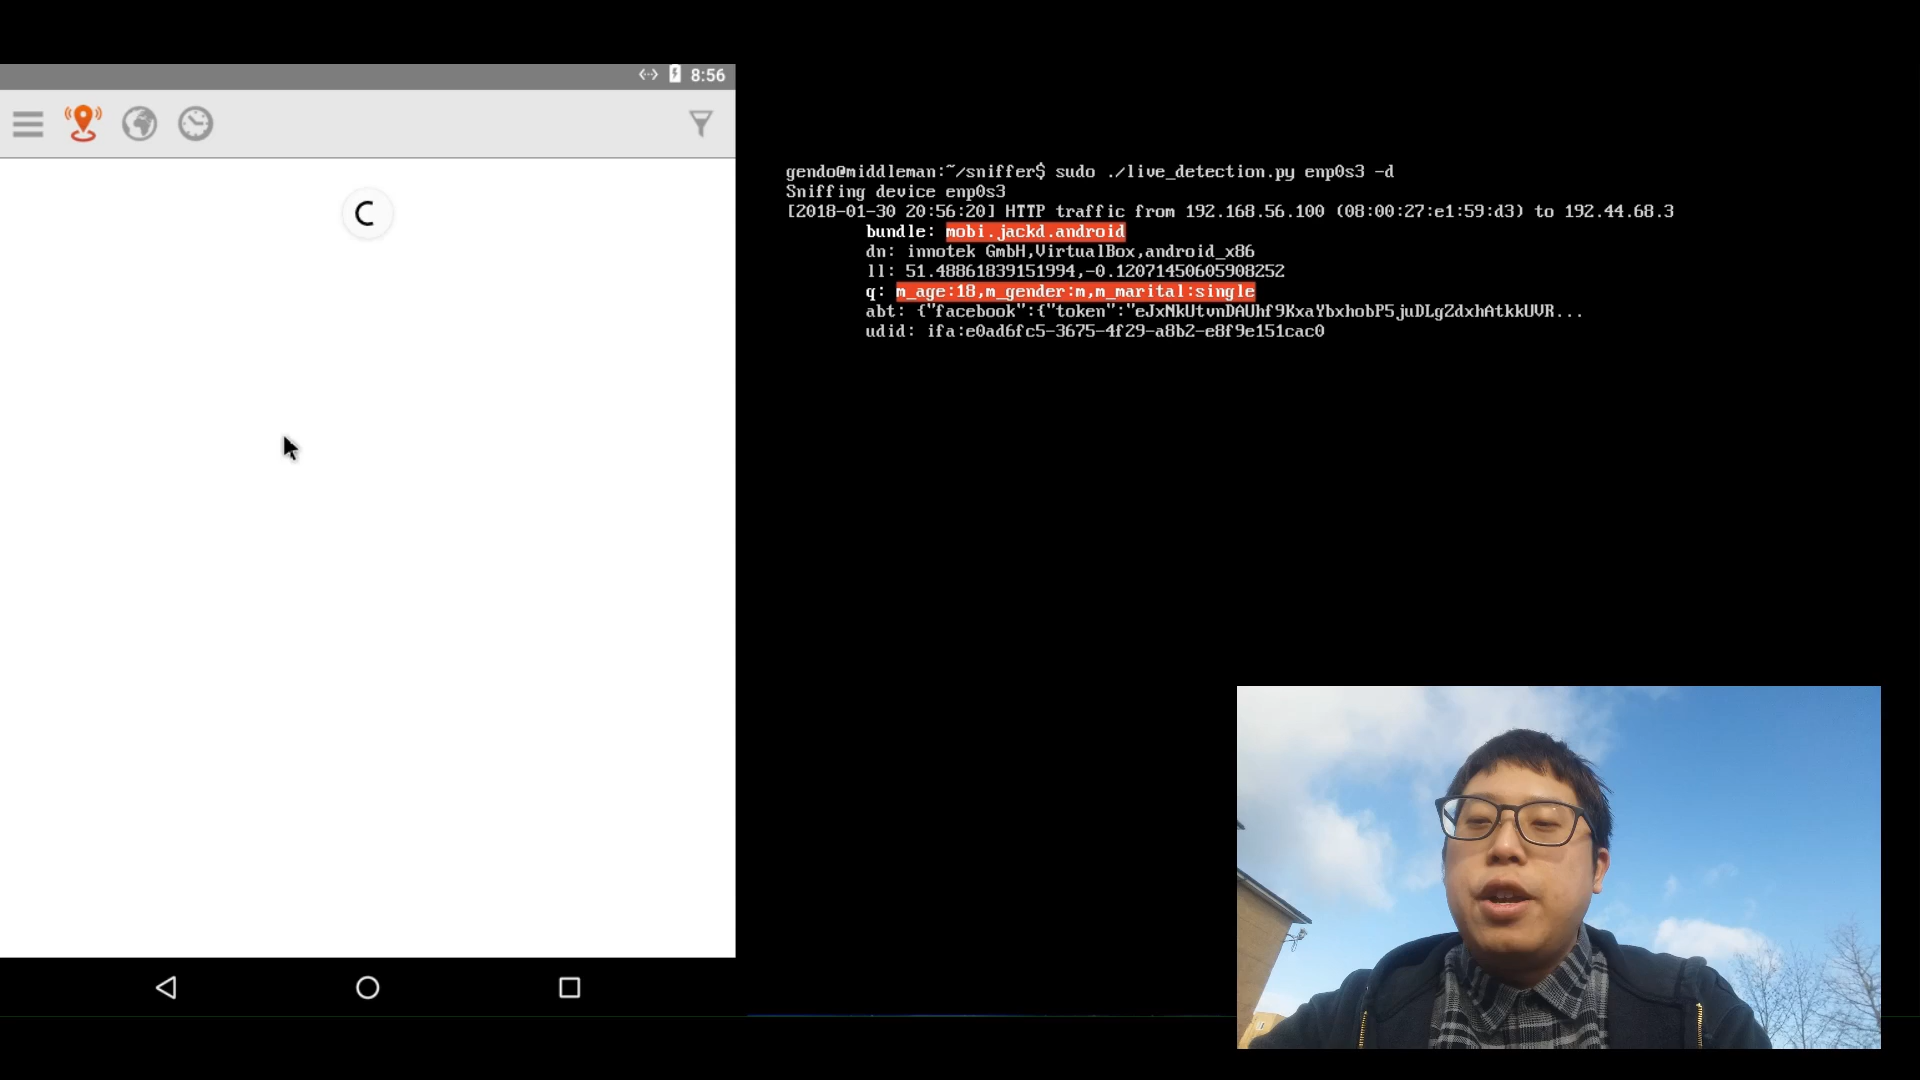 8:56
gendo@middleman:~/sniffer$ sudo ./live_detection.py enp0s3 -d
Sniffing device enp0s3
[2018-01-30 20:56:20] HTTP traffic from 192.168.56.100 (08:00:27:e1:59:d3) to 192.44.68.3
bundle: mobi.jackd.android
dn: innotek GmbH,VirtualBox,android_x86
ll: 51.48861839151994,-0.12071450605908252
q: m_age:18,m_gender:m,m_marital:single
abt: {"facebook":{"token":"eJxNkUtvnDAUhf9KxaYbxhobP5juDLgZdxhAtkkUVR...
udid: ifa:e0ad6fc5-3675-4f29-a8b2-e8f9e151cac0